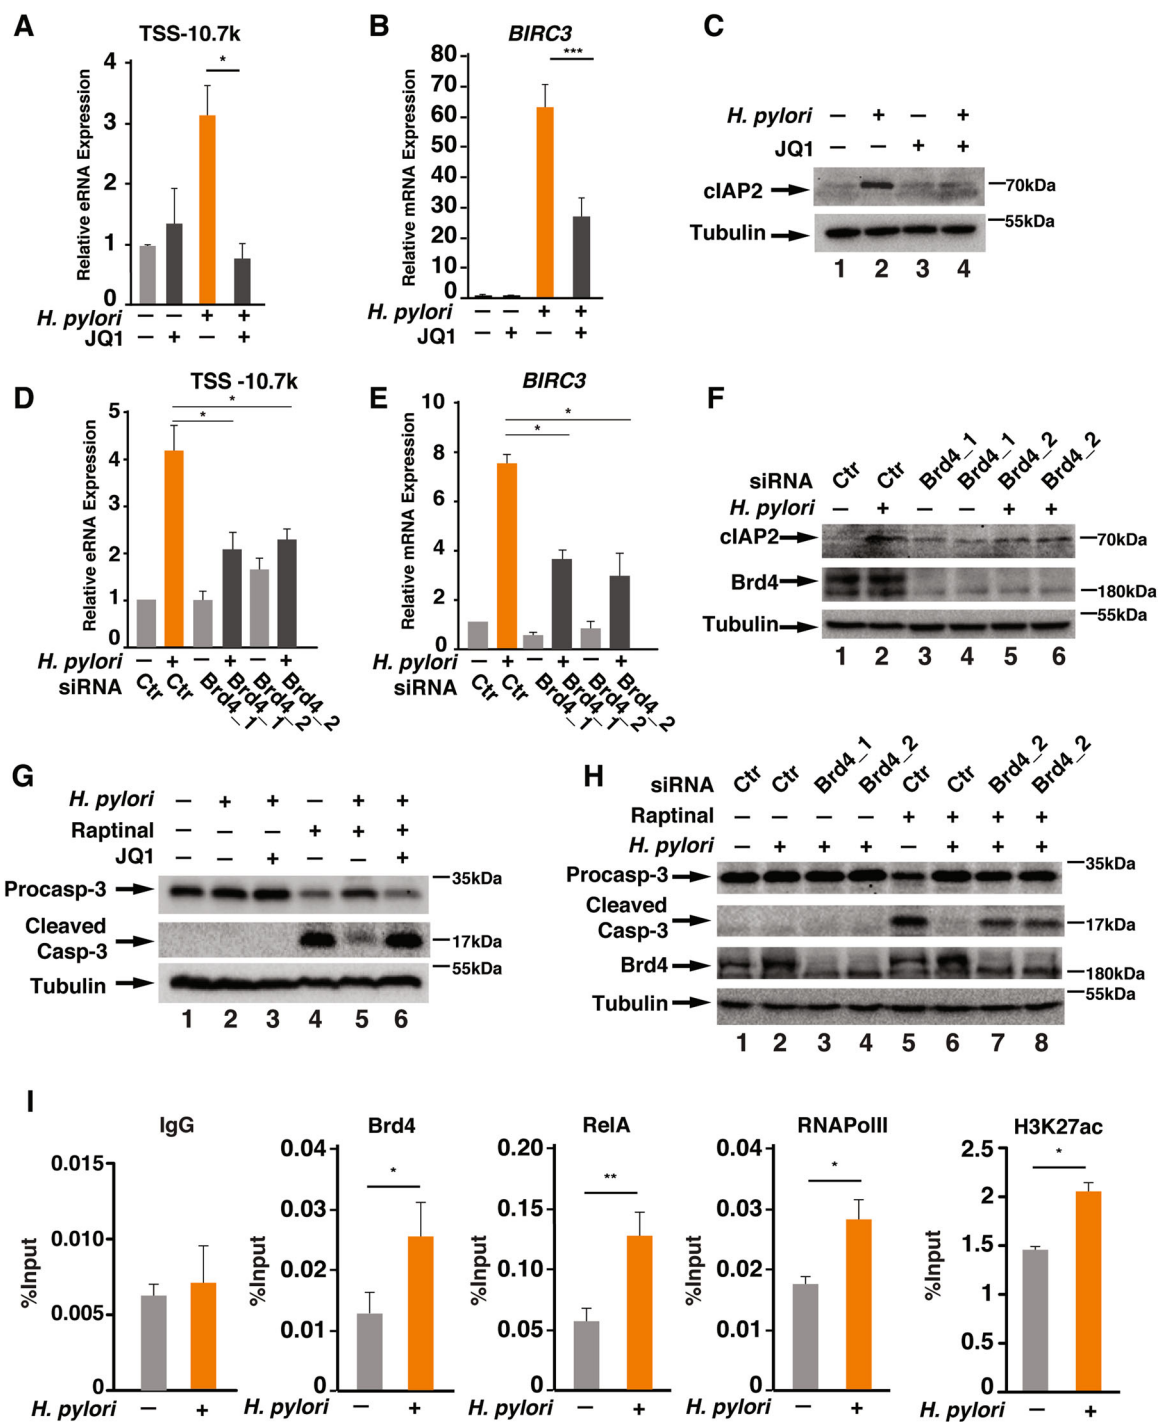 A
TSS-10.7k
Relative eRNA Expression
4
3
2
1
0
*
H. pylori − − + +
JQ1 − + − +
B
BIRC3
Relative mRNA Expression
80
70
60
50
40
30
20
10
0
***
H. pylori − − + +
JQ1 − + − +
C
H. pylori − + − +
JQ1 − − + +
cIAP2 70kDa
55kDa
Tubulin
1 2 3 4
D
TSS -10.7k
Relative eRNA Expression
5
4
3
2
1
0
*
*
H. pylori − + − + − +
siRNA Ctr Ctr Brd4_1 Brd4_1 Brd4_2 Brd4_2
E
BIRC3
Relative mRNA Expression
10
8
6
4
2
0
*
*
H. pylori − + − + − +
siRNA Ctr Ctr Brd4_1 Brd4_1 Brd4_2 Brd4_2
F
siRNA Ctr Ctr Brd4_1 Brd4_1 Brd4_2 Brd4_2
H. pylori − + − − + +
cIAP2 70kDa
Brd4 180kDa
55kDa
Tubulin
1 2 3 4 5 6
G
H. pylori − + + − + +
Raptinal − − − + + +
JQ1 − − + − − +
35kDa
Procasp-3
Cleaved
Casp-3 17kDa
55kDa
Tubulin
1 2 3 4 5 6
H
siRNA Ctr Ctr Brd4_1 Brd4_2 Ctr Ctr Brd4_2 Brd4_2
Raptinal − − − − + + + +
H. pylori − + + + − + + +
35kDa
Procasp-3
Cleaved
Casp-3 17kDa
Brd4 180kDa
55kDa
Tubulin
1 2 3 4 5 6 7 8
I
IgG
%Input
0.015
0.010
0.005
0
H. pylori − +
Brd4
%Input
0.04
0.03
0.02
0.01
0
*
H. pylori − +
RelA
%Input
0.20
0.15
0.10
0.05
0
**
H. pylori − +
RNAPolII
%Input
0.04
0.03
0.02
0.01
0
*
H. pylori − +
H3K27ac
%Input
2.5
2
1.5
1
0.5
0
*
H. pylori − +